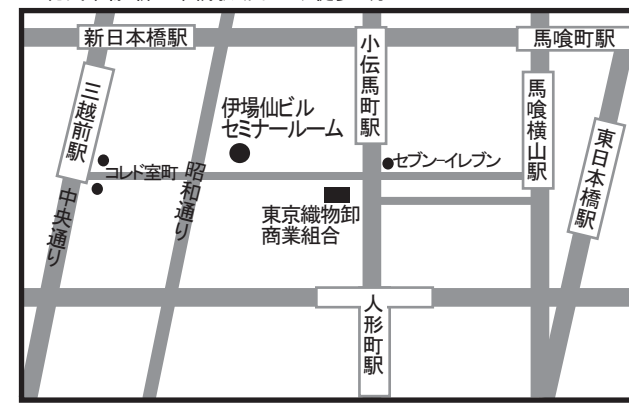 新日本橋駅
小伝馬町駅
馬喰町駅
三越前駅
伊場仙ビル
セミナールーム
馬喰横山駅
東日本橋駅
コレド室町
昭和通り
セブン-イレブン
中央通り
東京織物卸
商業組合
人形町駅